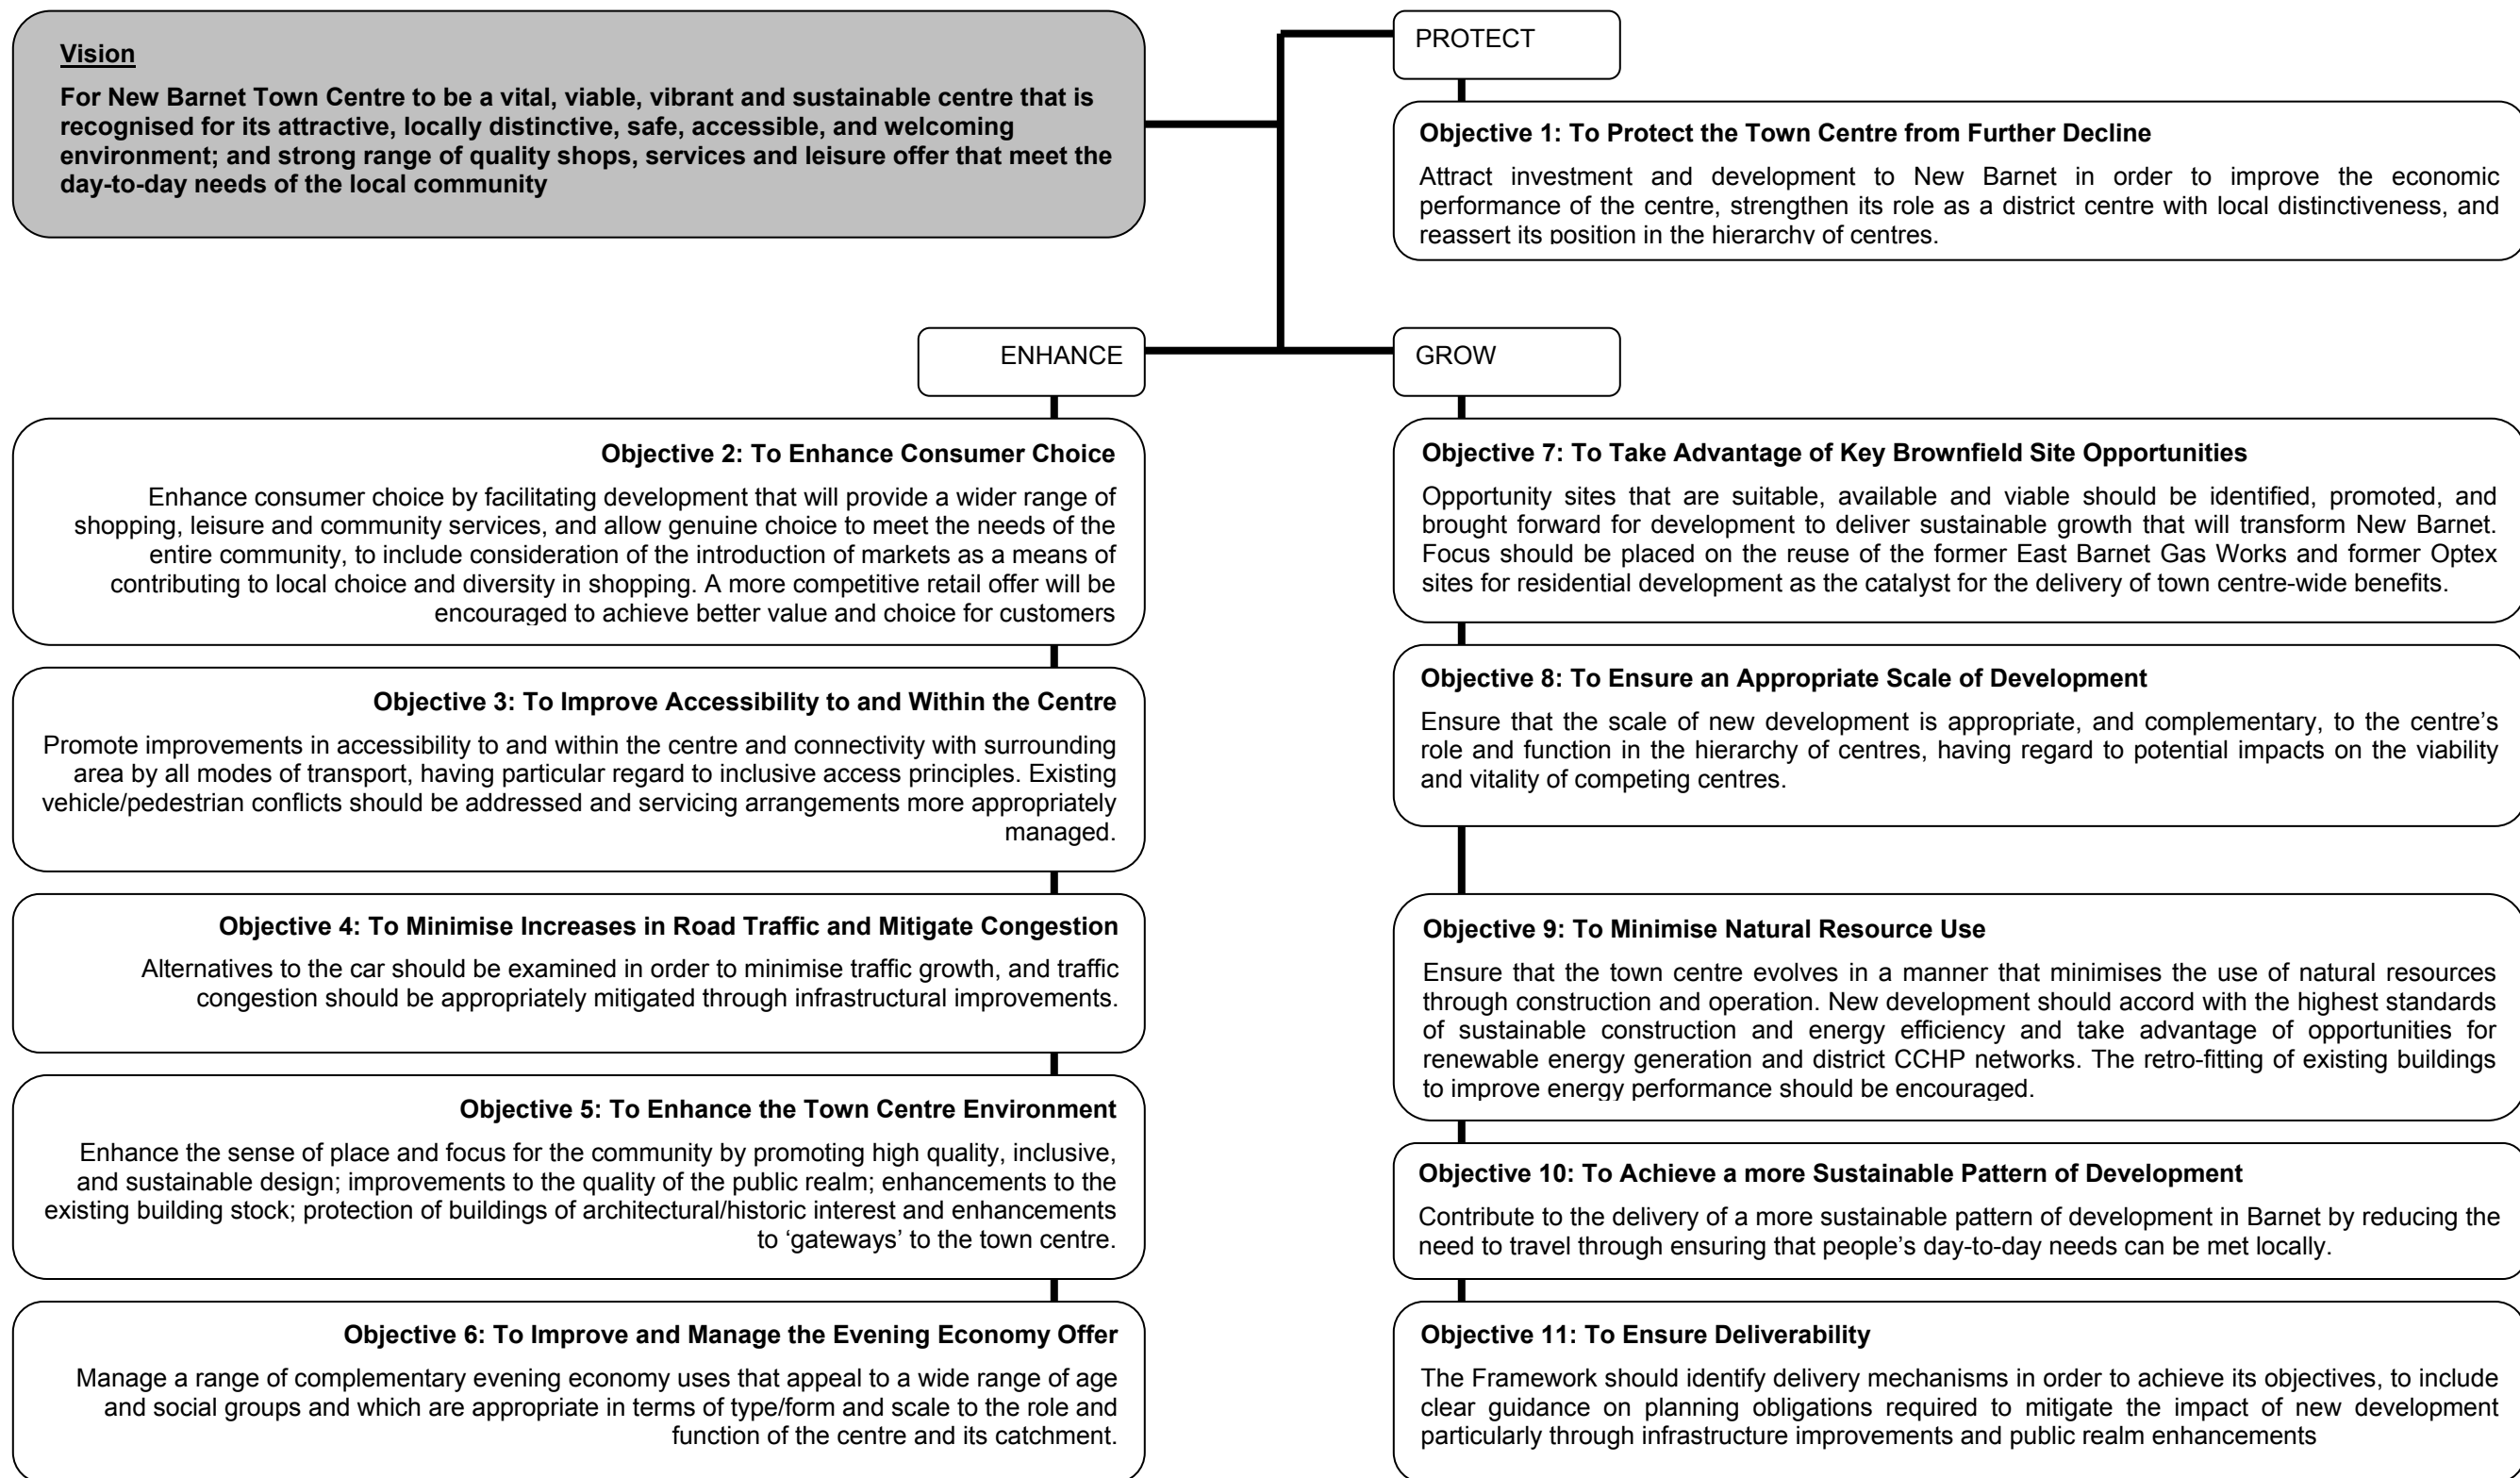 Vision
For New Barnet Town Centre to be a vital, viable, vibrant and sustainable centre that is
recognised for its attractive, locally distinctive, safe, accessible, and welcoming
environment; and strong range of quality shops, services and leisure offer that meet the
day-to-day needs of the local community
PROTECT
Objective 1: To Protect the Town Centre from Further Decline
Attract investment and development to New Barnet in order to improve the economic
performance of the centre, strengthen its role as a district centre with local distinctiveness, and
reassert its position in the hierarchy of centres.
ENHANCE
Objective 2: To Enhance Consumer Choice
Enhance consumer choice by facilitating development that will provide a wider range of
shopping, leisure and community services, and allow genuine choice to meet the needs of the
entire community, to include consideration of the introduction of markets as a means of
contributing to local choice and diversity in shopping. A more competitive retail offer will be
encouraged to achieve better value and choice for customers
Objective 3: To Improve Accessibility to and Within the Centre
Promote improvements in accessibility to and within the centre and connectivity with surrounding
area by all modes of transport, having particular regard to inclusive access principles. Existing
vehicle/pedestrian conflicts should be addressed and servicing arrangements more appropriately
managed.
Objective 4: To Minimise Increases in Road Traffic and Mitigate Congestion
Alternatives to the car should be examined in order to minimise traffic growth, and traffic
congestion should be appropriately mitigated through infrastructural improvements.
Objective 5: To Enhance the Town Centre Environment
Enhance the sense of place and focus for the community by promoting high quality, inclusive,
and sustainable design; improvements to the quality of the public realm; enhancements to the
existing building stock; protection of buildings of architectural/historic interest and enhancements
to ‘gateways’ to the town centre.
Objective 6: To Improve and Manage the Evening Economy Offer
Manage a range of complementary evening economy uses that appeal to a wide range of age
and social groups and which are appropriate in terms of type/form and scale to the role and
function of the centre and its catchment.
GROW
Objective 7: To Take Advantage of Key Brownfield Site Opportunities
Opportunity sites that are suitable, available and viable should be identified, promoted, and
brought forward for development to deliver sustainable growth that will transform New Barnet.
Focus should be placed on the reuse of the former East Barnet Gas Works and former Optex
sites for residential development as the catalyst for the delivery of town centre-wide benefits.
Objective 8: To Ensure an Appropriate Scale of Development
Ensure that the scale of new development is appropriate, and complementary, to the centre’s
role and function in the hierarchy of centres, having regard to potential impacts on the viability
and vitality of competing centres.
Objective 9: To Minimise Natural Resource Use
Ensure that the town centre evolves in a manner that minimises the use of natural resources
through construction and operation. New development should accord with the highest standards
of sustainable construction and energy efficiency and take advantage of opportunities for
renewable energy generation and district CCHP networks. The retro-fitting of existing buildings
to improve energy performance should be encouraged.
Objective 10: To Achieve a more Sustainable Pattern of Development
Contribute to the delivery of a more sustainable pattern of development in Barnet by reducing the
need to travel through ensuring that people’s day-to-day needs can be met locally.
Objective 11: To Ensure Deliverability
The Framework should identify delivery mechanisms in order to achieve its objectives, to include
clear guidance on planning obligations required to mitigate the impact of new development
particularly through infrastructure improvements and public realm enhancements